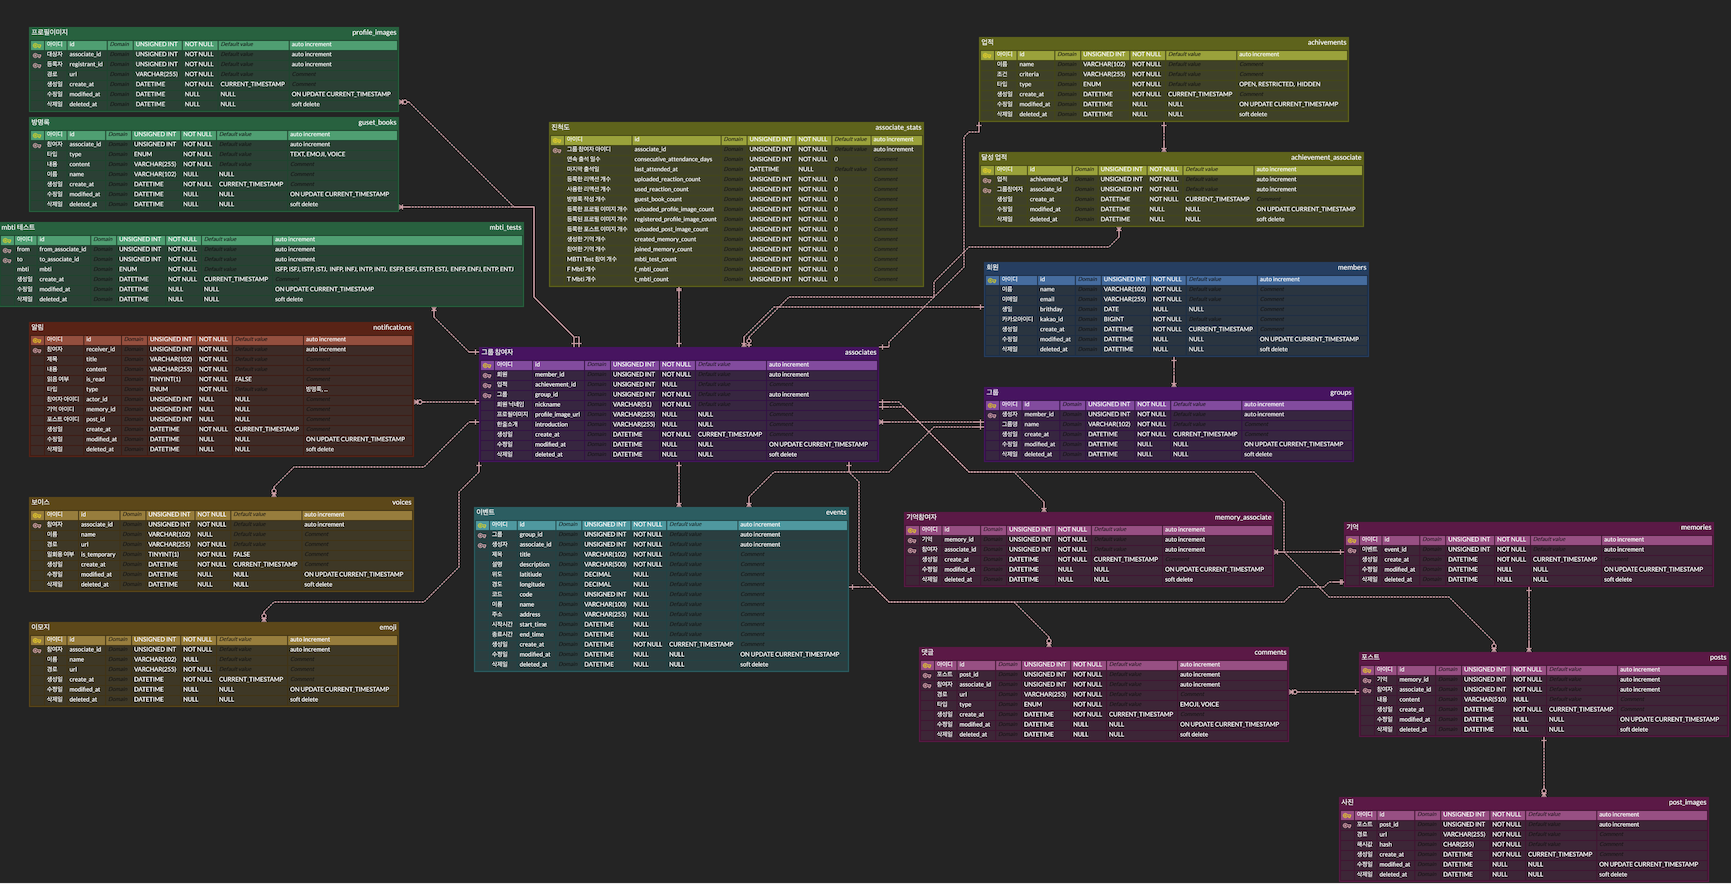 프로필이미지 profile_images
아이디 id Domain UNSIGNED INT NOT NULL Default value auto increment
대상자 associate_id Domain UNSIGNED INT NOT NULL Default value auto increment
등록자 registrant_id Domain UNSIGNED INT NOT NULL Default value auto increment
경로 url Domain VARCHAR(255) NOT NULL Default value Comment
생성일 create_at Domain DATETIME NOT NULL CURRENT_TIMESTAMP Comment
수정일 modified_at Domain DATETIME NULL NULL ON UPDATE CURRENT_TIMESTAMP
삭제일 deleted_at Domain DATETIME NULL NULL soft delete
방명록 guset_books
아이디 id Domain UNSIGNED INT NOT NULL Default value auto increment
참여자 associate_id Domain UNSIGNED INT NOT NULL Default value auto increment
타입 type Domain ENUM NOT NULL Default value TEXT, EMOJI, VOICE
내용 content Domain VARCHAR(255) NOT NULL Default value Comment
이름 name Domain VARCHAR(102) NULL NULL Comment
생성일 create_at Domain DATETIME NOT NULL CURRENT_TIMESTAMP Comment
수정일 modified_at Domain DATETIME NULL NULL ON UPDATE CURRENT_TIMESTAMP
삭제일 deleted_at Domain DATETIME NULL NULL soft delete
mbti 테스트 mbti_tests
아이디 id Domain UNSIGNED INT NOT NULL Default value auto increment
from from_associate_id Domain UNSIGNED INT NOT NULL Default value auto increment
to to_associate_id Domain UNSIGNED INT NOT NULL Default value auto increment
mbti mbti Domain ENUM NOT NULL Default value ISFP, ISFJ, ISTP, ISTJ, INFP, INFJ, INTP, INTJ, ESFP, ESFJ, ESTP, ESTJ, ENFP, ENFJ, ENTP, ENTJ
생성일 create_at Domain DATETIME NOT NULL CURRENT_TIMESTAMP Comment
수정일 modified_at Domain DATETIME NULL NULL ON UPDATE CURRENT_TIMESTAMP
삭제일 deleted_at Domain DATETIME NULL NULL soft delete
알림 notifications
아이디 id Domain UNSIGNED INT NOT NULL Default value auto increment
참여자 receiver_id Domain UNSIGNED INT NOT NULL Default value auto increment
제목 title Domain VARCHAR(102) NOT NULL Default value Comment
내용 content Domain VARCHAR(255) NOT NULL Default value Comment
읽음 여부 is_read Domain TINYINT(1) NOT NULL FALSE Comment
타입 type Domain ENUM NOT NULL Default value 방명록, ...
참여자 아이디 actor_id Domain UNSIGNED INT NULL NULL Comment
기억 아이디 memory_id Domain UNSIGNED INT NULL NULL Comment
포스트 아이디 post_id Domain UNSIGNED INT NULL NULL Comment
생성일 create_at Domain DATETIME NOT NULL CURRENT_TIMESTAMP Comment
수정일 modified_at Domain DATETIME NULL NULL ON UPDATE CURRENT_TIMESTAMP
삭제일 deleted_at Domain DATETIME NULL NULL soft delete
보이스 voices
아이디 id Domain UNSIGNED INT NOT NULL Default value auto increment
참여자 associate_id Domain UNSIGNED INT NOT NULL Default value auto increment
이름 name Domain VARCHAR(102) NULL Default value Comment
경로 url Domain VARCHAR(255) NOT NULL Default value Comment
일회용 여부 is_temporary Domain TINYINT(1) NOT NULL FALSE Comment
생성일 create_at Domain DATETIME NOT NULL CURRENT_TIMESTAMP Comment
수정일 modified_at Domain DATETIME NULL NULL ON UPDATE CURRENT_TIMESTAMP
삭제일 deleted_at Domain DATETIME NULL NULL soft delete
이모지 emoji
아이디 id Domain UNSIGNED INT NOT NULL Default value auto increment
참여자 associate_id Domain UNSIGNED INT NOT NULL Default value auto increment
이름 name Domain VARCHAR(102) NULL Default value Comment
경로 url Domain VARCHAR(255) NOT NULL Default value Comment
생성일 create_at Domain DATETIME NOT NULL CURRENT_TIMESTAMP Comment
수정일 modified_at Domain DATETIME NULL NULL ON UPDATE CURRENT_TIMESTAMP
삭제일 deleted_at Domain DATETIME NULL NULL soft delete
진척도 associate_stats
아이디 id Domain UNSIGNED INT NOT NULL Default value auto increment
그룹 참여자 아이디 associate_id Domain UNSIGNED INT NOT NULL Default value auto increment
연속 출석 일수 consecutive_attendance_days Domain UNSIGNED INT NOT NULL 0 Comment
마지막 출석일 last_attended_at Domain DATETIME NULL Default value Comment
등록한 리액션 개수 uploaded_reaction_count Domain UNSIGNED INT NOT NULL 0 Comment
사용한 리액션 개수 used_reaction_count Domain UNSIGNED INT NOT NULL 0 Comment
방명록 작성 개수 guest_book_count Domain UNSIGNED INT NOT NULL 0 Comment
등록한 프로필 이미지 개수 uploaded_profile_image_count Domain UNSIGNED INT NOT NULL 0 Comment
등록된 프로필 이미지 개수 registered_profile_image_count Domain UNSIGNED INT NOT NULL 0 Comment
등록한 포스트 이미지 개수 uploaded_post_image_count Domain UNSIGNED INT NOT NULL 0 Comment
생성한 기억 개수 created_memory_count Domain UNSIGNED INT NOT NULL 0 Comment
참여한 기억 개수 joined_memory_count Domain UNSIGNED INT NOT NULL 0 Comment
MBTI Test 참여 개수 mbti_test_count Domain UNSIGNED INT NOT NULL 0 Comment
F Mbti 개수 f_mbti_count Domain UNSIGNED INT NOT NULL 0 Comment
T Mbti 개수 t_mbti_count Domain UNSIGNED INT NOT NULL 0 Comment
그룹 참여자 associates
아이디 id Domain UNSIGNED INT NOT NULL Default value auto increment
회원 member_id Domain UNSIGNED INT NOT NULL Default value auto increment
업적 achievement_id Domain UNSIGNED INT NULL Default value Comment
그룹 group_id Domain UNSIGNED INT NOT NULL Default value auto increment
회원 닉네임 nickname Domain VARCHAR(51) NOT NULL Default value Comment
프로필이미지 profile_image_url Domain VARCHAR(255) NULL NULL Comment
한줄소개 introduction Domain VARCHAR(255) NULL NULL Comment
생성일 create_at Domain DATETIME NOT NULL CURRENT_TIMESTAMP Comment
수정일 modified_at Domain DATETIME NULL NULL ON UPDATE CURRENT_TIMESTAMP
삭제일 deleted_at Domain DATETIME NULL NULL soft delete
이벤트 events
아이디 id Domain UNSIGNED INT NOT NULL Default value auto increment
그룹 group_id Domain UNSIGNED INT NOT NULL Default value auto increment
생성자 associate_id Domain UNSIGNED INT NOT NULL Default value auto increment
제목 title Domain VARCHAR(102) NOT NULL Default value Comment
설명 description Domain VARCHAR(500) NOT NULL Default value Comment
위도 latitiude Domain DECIMAL NULL Default value Comment
경도 longitude Domain DECIMAL NULL Default value Comment
코드 code Domain UNSIGNED INT NULL Default value Comment
이름 name Domain VARCHAR(100) NULL Default value Comment
주소 address Domain VARCHAR(255) NULL Default value Comment
시작시간 start_time Domain DATETIME NULL Default value Comment
종료시간 end_time Domain DATETIME NULL Default value Comment
생성일 create_at Domain DATETIME NOT NULL CURRENT_TIMESTAMP Comment
수정일 modified_at Domain DATETIME NULL NULL ON UPDATE CURRENT_TIMESTAMP
삭제일 deleted_at Domain DATETIME NULL NULL soft delete
업적 achivements
아이디 id Domain UNSIGNED INT NOT NULL Default value auto increment
이름 name Domain VARCHAR(102) NOT NULL Default value Comment
조건 criteria Domain VARCHAR(255) NOT NULL Default value Comment
타입 type Domain ENUM NOT NULL Default value OPEN, RESTRICTED, HIDDEN
생성일 create_at Domain DATETIME NOT NULL CURRENT_TIMESTAMP Comment
수정일 modified_at Domain DATETIME NULL NULL ON UPDATE CURRENT_TIMESTAMP
삭제일 deleted_at Domain DATETIME NULL NULL soft delete
달성 업적 achievement_associate
아이디 id Domain UNSIGNED INT NOT NULL Default value auto increment
업적 achivement_id Domain UNSIGNED INT NOT NULL Default value auto increment
그룹참여자 associate_id Domain UNSIGNED INT NOT NULL Default value auto increment
생성일 create_at Domain DATETIME NOT NULL CURRENT_TIMESTAMP Comment
수정일 modified_at Domain DATETIME NULL NULL ON UPDATE CURRENT_TIMESTAMP
삭제일 deleted_at Domain DATETIME NULL NULL soft delete
회원 members
아이디 id Domain UNSIGNED INT NOT NULL Default value auto increment
이름 name Domain VARCHAR(102) NOT NULL Default value Comment
이메일 email Domain VARCHAR(255) NOT NULL Default value Comment
생일 brithday Domain DATE NULL NULL Comment
카카오아이디 kakao_id Domain BIGINT NOT NULL Default value Comment
생성일 create_at Domain DATETIME NOT NULL CURRENT_TIMESTAMP Comment
수정일 modified_at Domain DATETIME NULL NULL ON UPDATE CURRENT_TIMESTAMP
삭제일 deleted_at Domain DATETIME NULL NULL soft delete
그룹 groups
아이디 id Domain UNSIGNED INT NOT NULL Default value auto increment
생성자 member_id Domain UNSIGNED INT NOT NULL Default value auto increment
그룹명 name Domain VARCHAR(102) NOT NULL Default value Comment
생성일 create_at Domain DATETIME NOT NULL CURRENT_TIMESTAMP Comment
수정일 modified_at Domain DATETIME NULL NULL ON UPDATE CURRENT_TIMESTAMP
삭제일 deleted_at Domain DATETIME NULL NULL soft delete
기억참여자 memory_associate
아이디 id Domain UNSIGNED INT NOT NULL Default value auto increment
기억 memory_id Domain UNSIGNED INT NOT NULL Default value auto increment
참여자 associate_id Domain UNSIGNED INT NOT NULL Default value auto increment
생성일 create_at Domain DATETIME NOT NULL CURRENT_TIMESTAMP Comment
수정일 modified_at Domain DATETIME NULL NULL ON UPDATE CURRENT_TIMESTAMP
삭제일 deleted_at Domain DATETIME NULL NULL soft delete
기억 memories
아이디 id Domain UNSIGNED INT NOT NULL Default value auto increment
이벤트 event_id Domain UNSIGNED INT NOT NULL Default value auto increment
생성일 create_at Domain DATETIME NOT NULL CURRENT_TIMESTAMP Comment
수정일 modified_at Domain DATETIME NULL NULL ON UPDATE CURRENT_TIMESTAMP
삭제일 deleted_at Domain DATETIME NULL NULL soft delete
댓글 comments
아이디 id Domain UNSIGNED INT NOT NULL Default value auto increment
포스트 post_id Domain UNSIGNED INT NOT NULL Default value auto increment
참여자 associate_id Domain UNSIGNED INT NOT NULL Default value auto increment
경로 url Domain VARCHAR(255) NOT NULL Default value Comment
타입 type Domain ENUM NOT NULL Default value EMOJI, VOICE
생성일 create_at Domain DATETIME NOT NULL CURRENT_TIMESTAMP Comment
수정일 modified_at Domain DATETIME NULL NULL ON UPDATE CURRENT_TIMESTAMP
삭제일 deleted_at Domain DATETIME NULL NULL soft delete
포스트 posts
아이디 id Domain UNSIGNED INT NOT NULL Default value auto increment
기억 memory_id Domain UNSIGNED INT NOT NULL Default value auto increment
참여자 associate_id Domain UNSIGNED INT NOT NULL Default value auto increment
내용 content Domain VARCHAR(510) NULL Default value Comment
생성일 create_at Domain DATETIME NOT NULL CURRENT_TIMESTAMP Comment
수정일 modified_at Domain DATETIME NULL NULL ON UPDATE CURRENT_TIMESTAMP
삭제일 deleted_at Domain DATETIME NULL NULL soft delete
사진 post_images
아이디 id Domain UNSIGNED INT NOT NULL Default value auto increment
포스트 post_id Domain UNSIGNED INT NOT NULL Default value auto increment
경로 url Domain VARCHAR(255) NOT NULL Default value Comment
해시값 hash Domain CHAR(255) NOT NULL Default value Comment
생성일 create_at Domain DATETIME NOT NULL CURRENT_TIMESTAMP Comment
수정일 modified_at Domain DATETIME NULL NULL ON UPDATE CURRENT_TIMESTAMP
삭제일 deleted_at Domain DATETIME NULL NULL soft delete